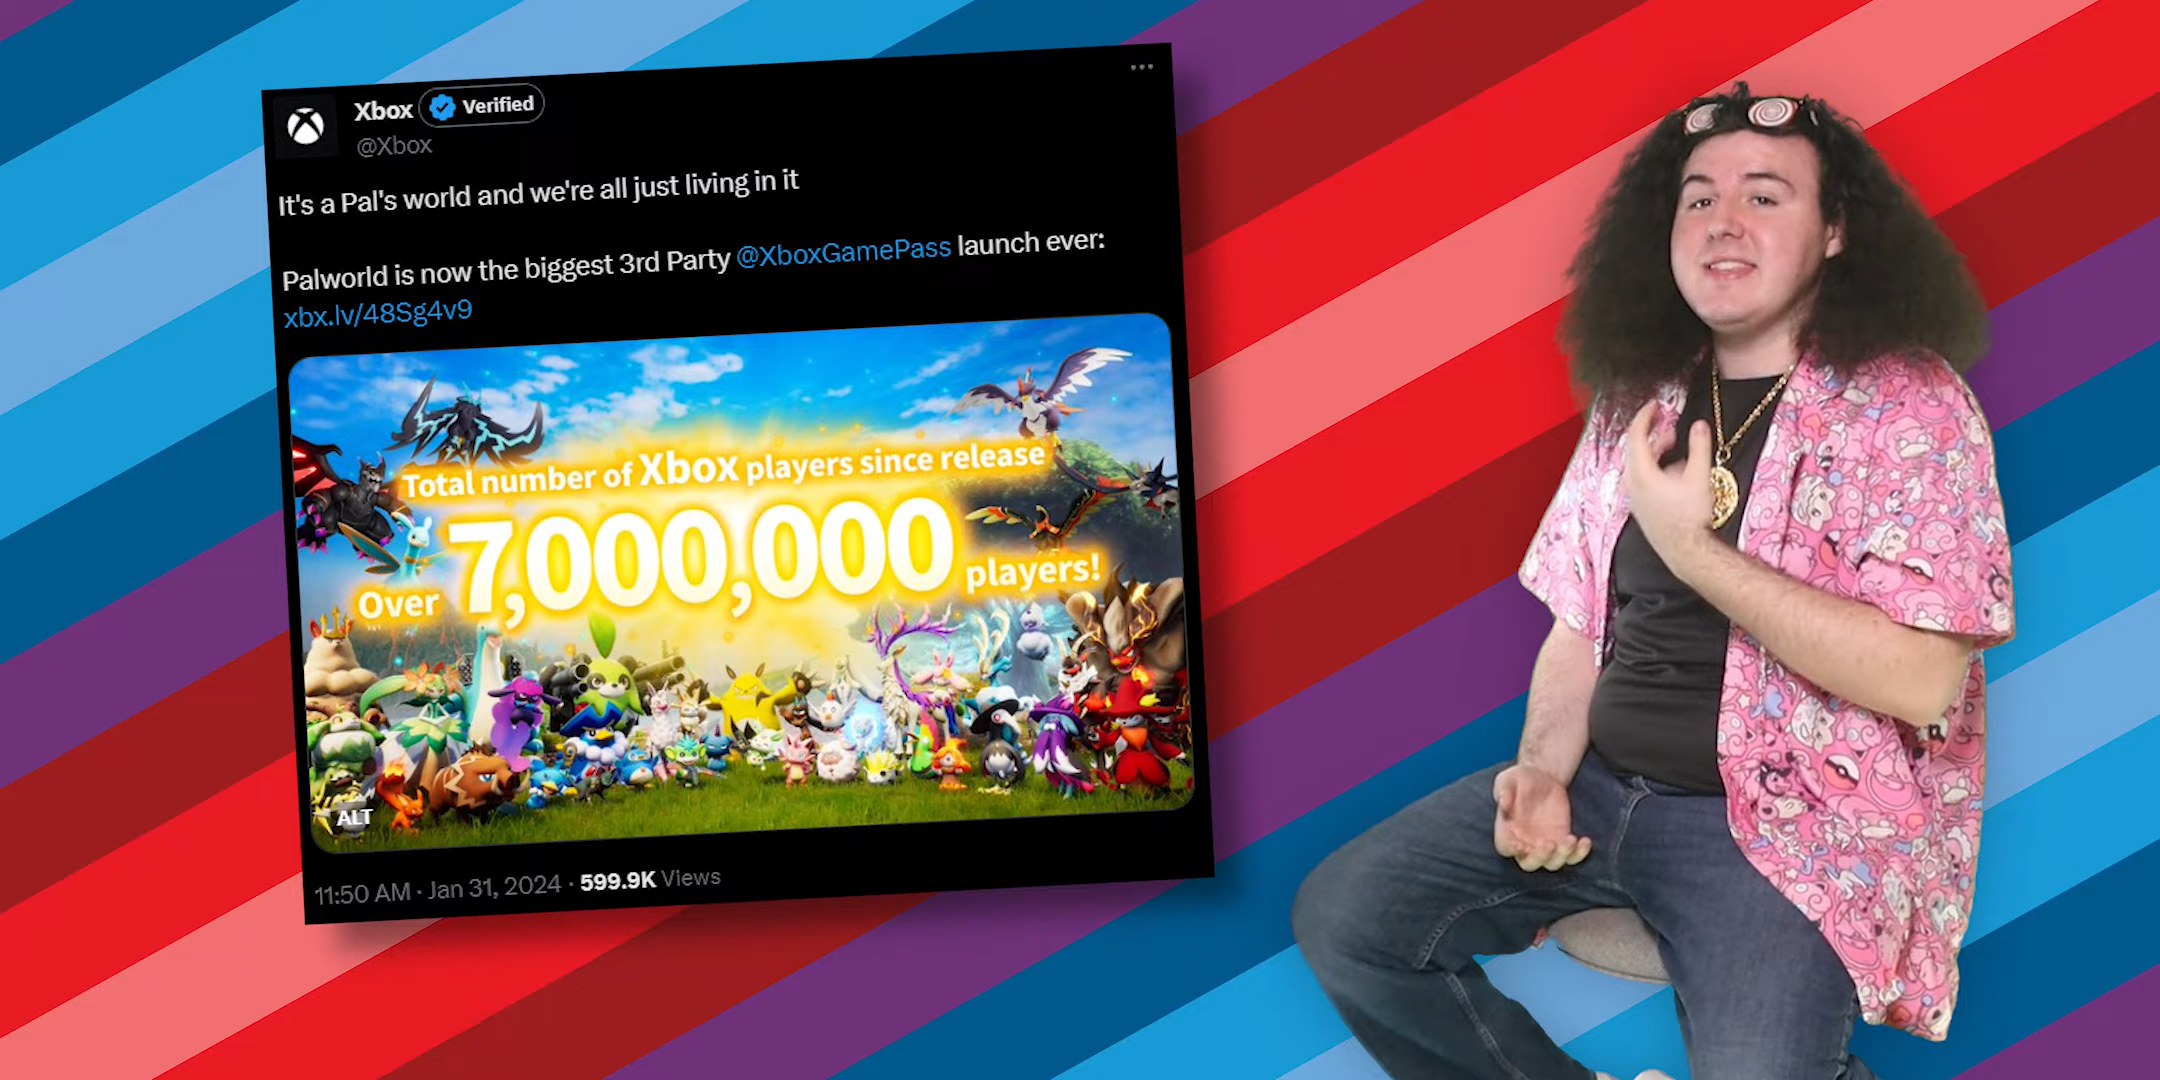 Xbox Verified
@Xbox
It's a Pal's world and we're all just living in it
Palworld is now the biggest 3rd Party @XboxGamePass launch ever:
xbx.lv/48Sg4v9
Total number of Xbox players since release
Over 7,000,000 players!
ALT
11:50 AM · Jan 31, 2024 · 599.9K Views